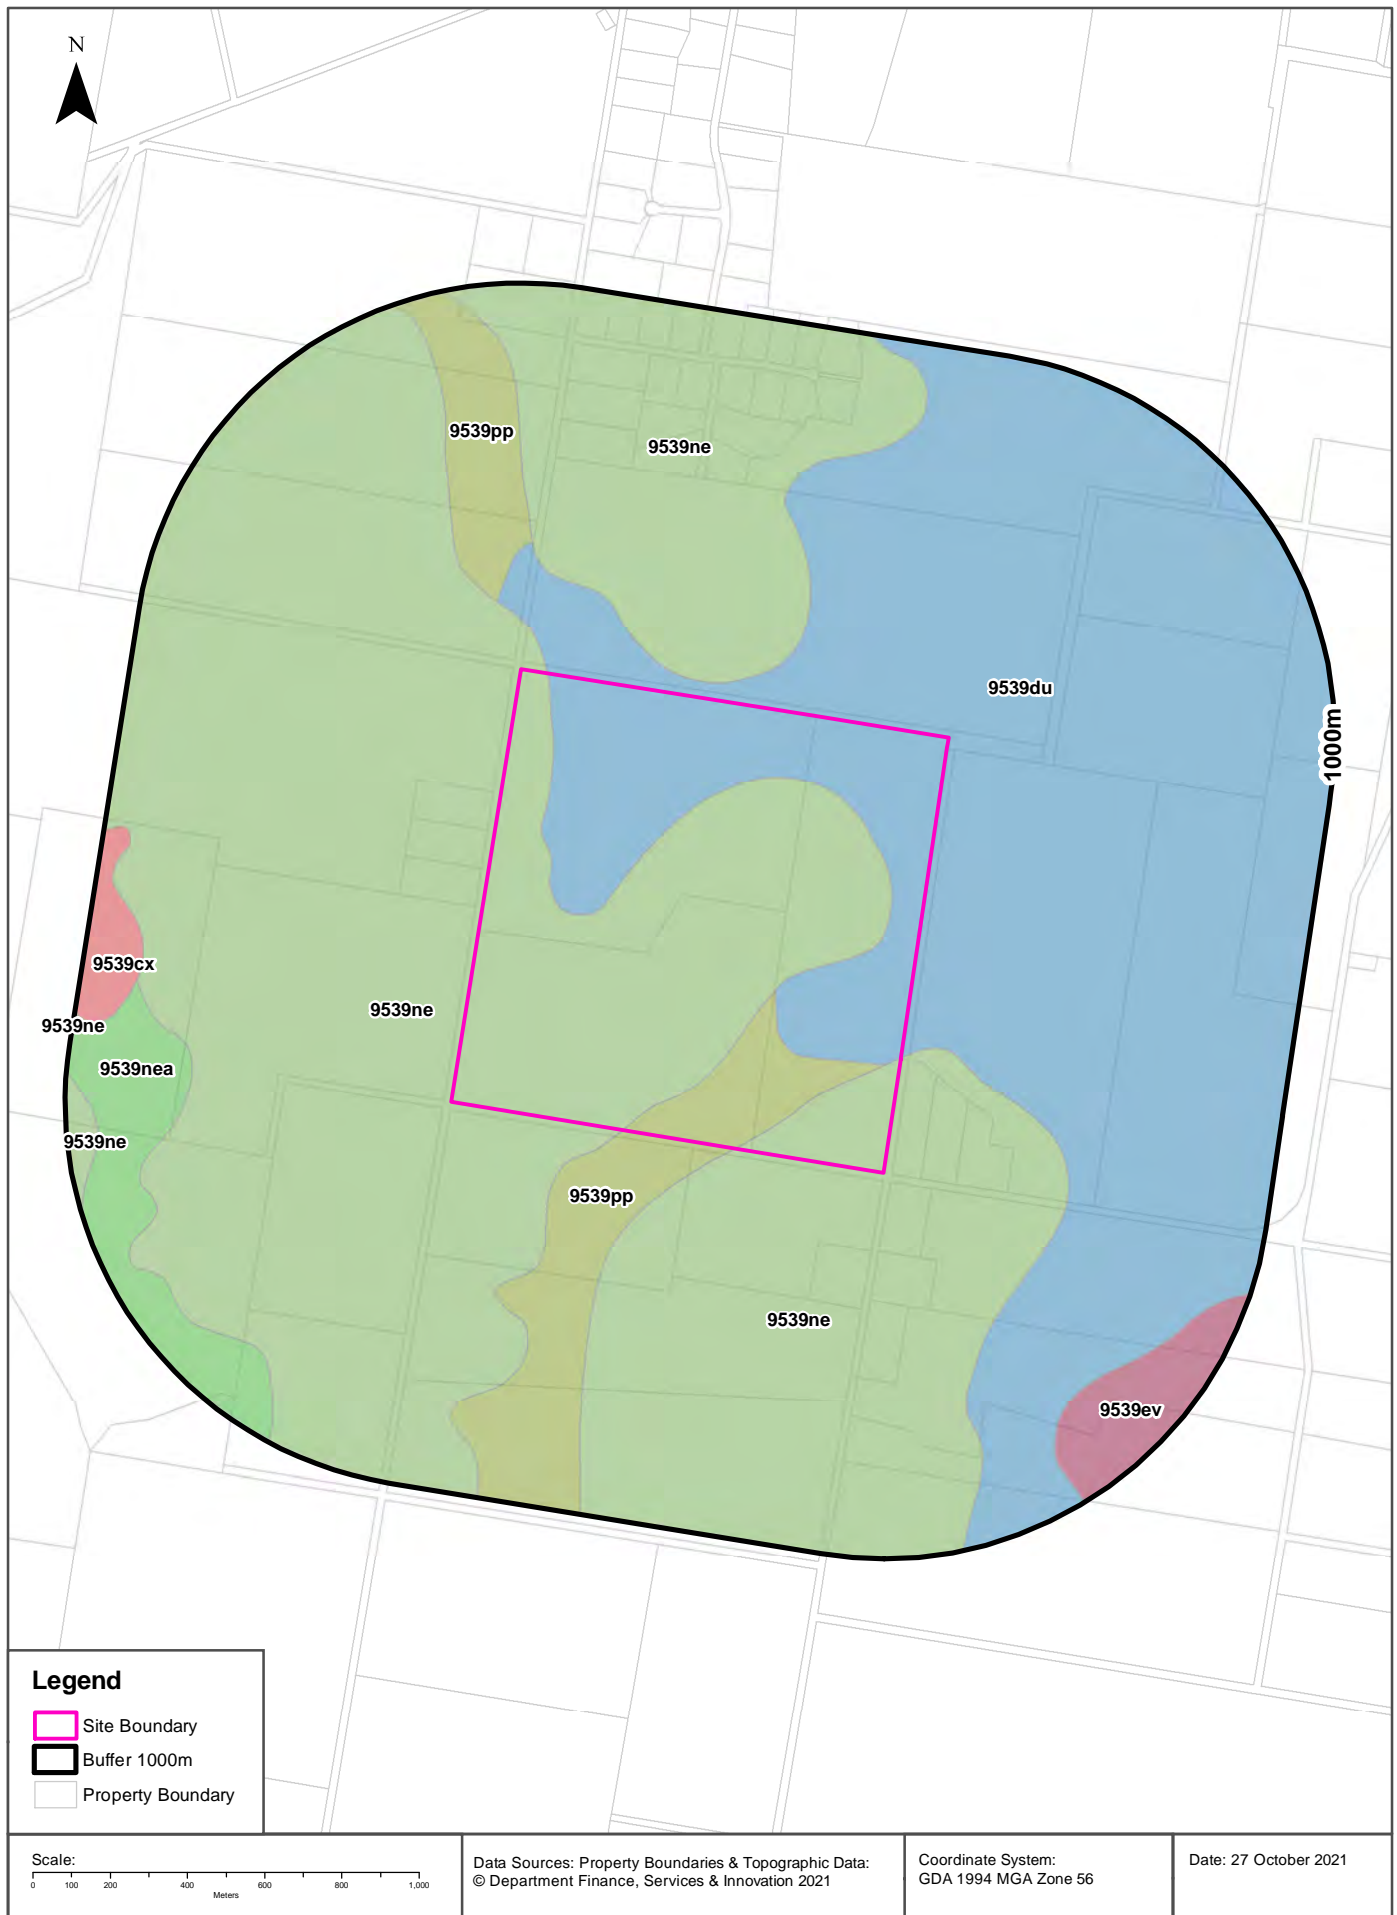 N
9539pp
9539ne
9539du
1000m
9539cx
9539ne
9539ne
9539nea
9539ne
9539pp
9539ne
9539ev
Legend
Site Boundary
Buffer 1000m
Property Boundary
Scale:
0 100 200 400 600 800 1,000
Meters
Data Sources: Property Boundaries & Topographic Data:
© Department Finance, Services & Innovation 2021
Coordinate System:
GDA 1994 MGA Zone 56
Date: 27 October 2021